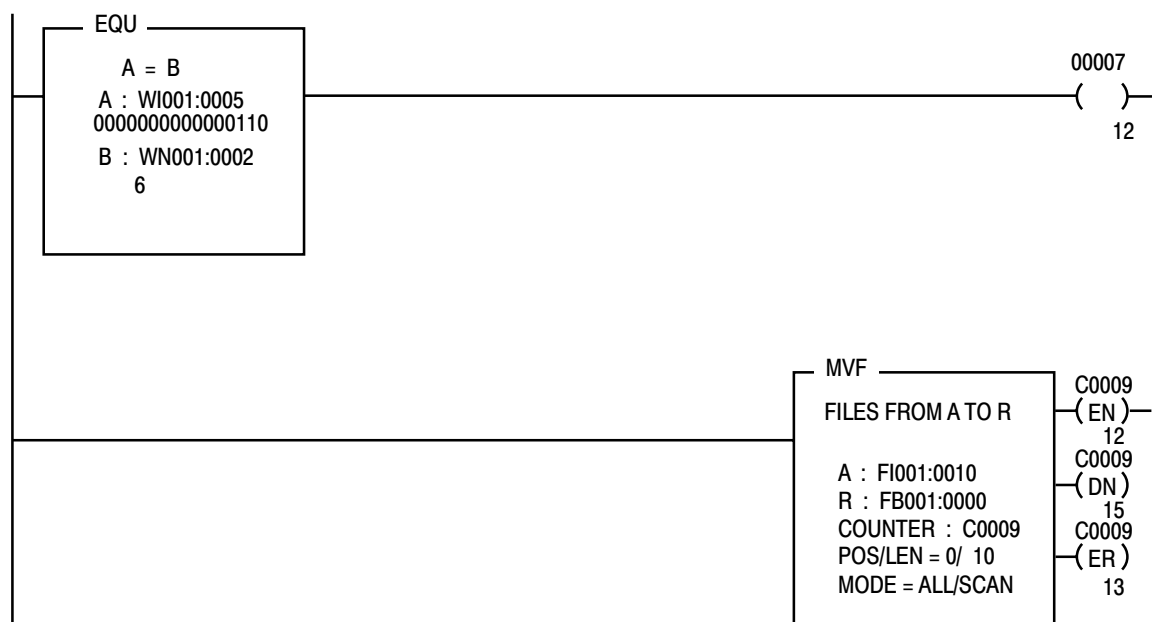 EQU
A = B
A : WI001:0005
0000000000000110
B : WN001:0002
6
00007
( )
12
MVF
FILES FROM A TO R
A : FI001:0010
R : FB001:0000
COUNTER : C0009
POS/LEN = 0/ 10
MODE = ALL/SCAN
C0009
(EN)
12
C0009
(DN)
15
C0009
(ER)
13